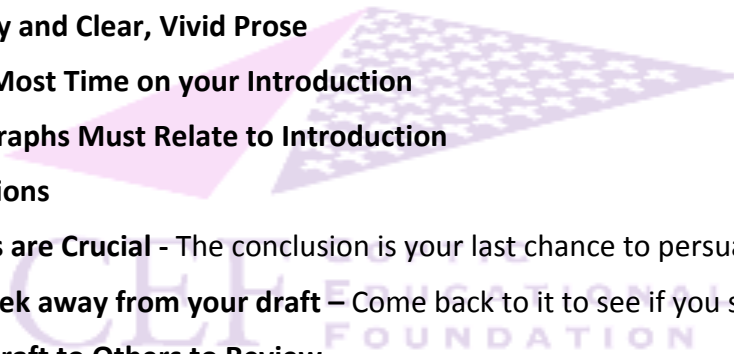 y and Clear, Vivid Prose
Most Time on your Introduction
raphs Must Relate to Introduction
ions
s are Crucial - The conclusion is your last chance to persua
ek away from your draft – Come back to it to see if you s
raft to Others to Review
CEF
EDUCATIONAL
FOUNDATION